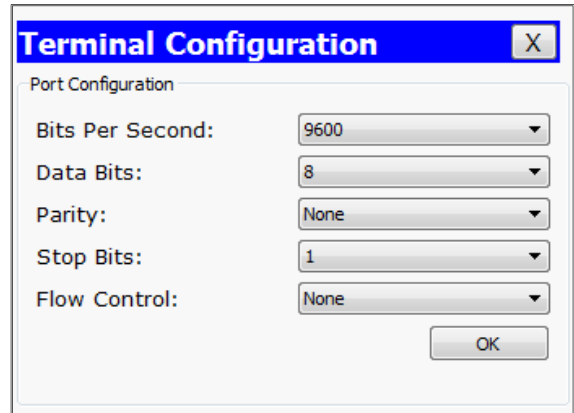 Terminal Configuration X
Port Configuration
Bits Per Second: 9600
Data Bits: 8
Parity: None
Stop Bits: 1
Flow Control: None
OK